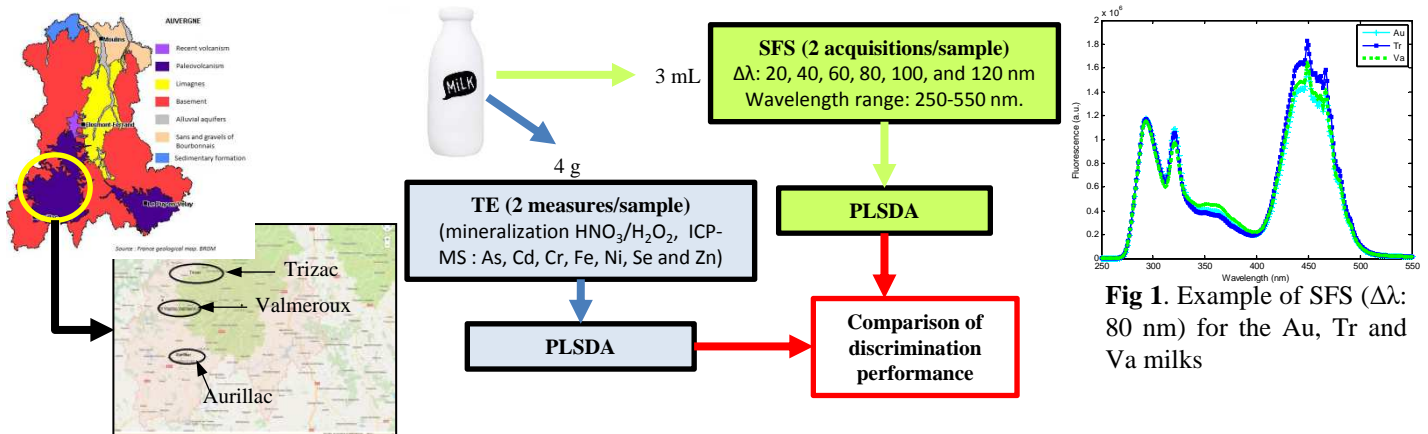 AUVERGNE
Recent volcanism
Paleovolcanism
Limagnes
Basement
Alluvial aquifers
Sans and gravels of
Bourbonnais
Sedimentary formation
Moulins
Source : France geological map. BRGM
Trizac
Valmeroux
Aurillac
MiLK
3 mL
4 g
SFS (2 acquisitions/sample)
Δλ: 20, 40, 60, 80, 100, and 120 nm
Wavelength range: 250-550 nm.
PLSDA
TE (2 measures/sample)
(mineralization HNO₃/H₂O₂, ICP-
MS : As, Cd, Cr, Fe, Ni, Se and Zn)
PLSDA
Comparison of
discrimination
performance
x 10⁶
2
1.8
1.6
1.4
1.2
1
0.8
0.6
0.4
0.2
0
Fluorescence (a.u.)
Au
Tr
Va
250 300 350 400 450 500 550
Wavelength (nm)
Fig 1. Example of SFS (Δλ:
80 nm) for the Au, Tr and
Va milks